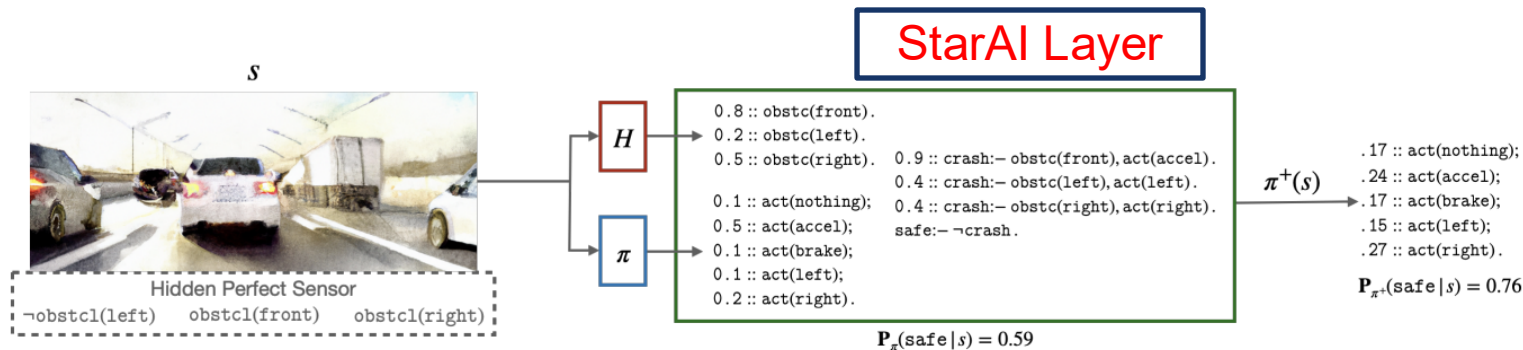 StarAI Layer
s
H
π
0.8 :: obstc(front).
0.2 :: obstc(left).
0.5 :: obstc(right).
0.1 :: act(nothing);
0.5 :: act(accel);
0.1 :: act(brake);
0.1 :: act(left);
0.2 :: act(right).
0.9 :: crash:– obstc(front), act(accel).
0.4 :: crash:– obstc(left), act(left).
0.4 :: crash:– obstc(right), act(right).
safe:– ¬crash.
π⁺(s)
.17 :: act(nothing);
.24 :: act(accel);
.17 :: act(brake);
.15 :: act(left);
.27 :: act(right).
Hidden Perfect Sensor
¬obstcl(left) obstcl(front) obstcl(right)
P_π⁺(safe|s) = 0.76
P_π(safe|s) = 0.59